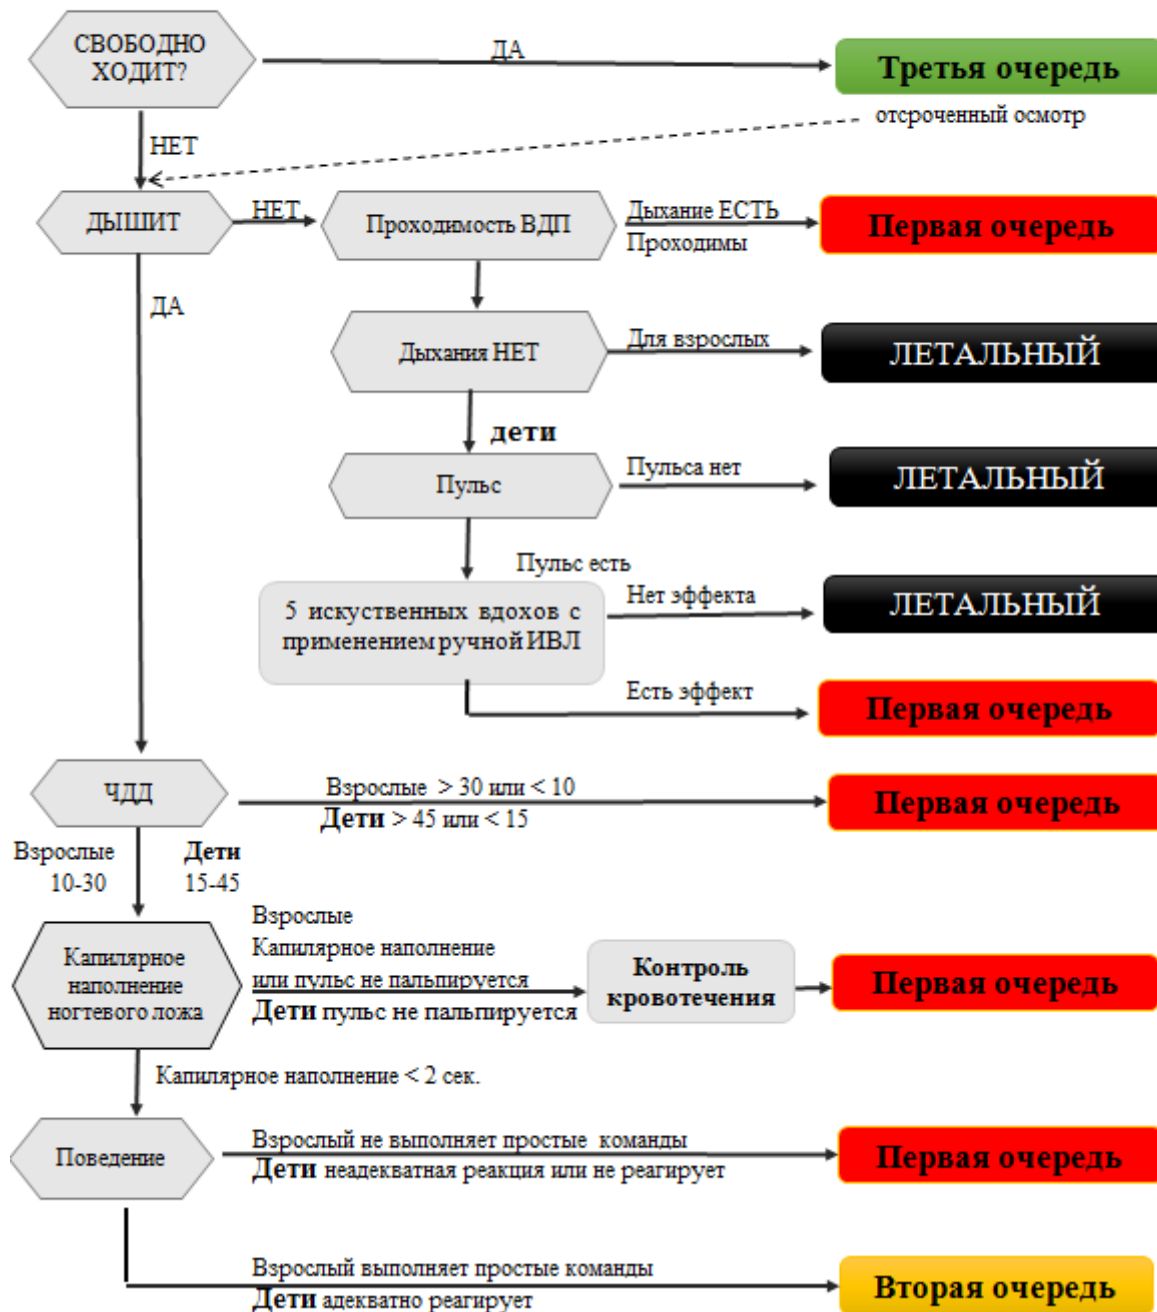 СВОБОДНО
ХОДИТ?
ДА
Третья очередь
отсроченный осмотр
НЕТ
ДЫШИТ
НЕТ
Проходимость ВДП
Дыхание ЕСТЬ
Проходимы
Первая очередь
ДА
Дыхания НЕТ
Для взрослых
ЛЕТАЛЬНЫЙ
дети
Пульс
Пульса нет
ЛЕТАЛЬНЫЙ
Пульс есть
5 искуственных вдохов с
применением ручной ИВЛ
Нет эффекта
ЛЕТАЛЬНЫЙ
Есть эффект
Первая очередь
ЧДД
Взрослые > 30 или < 10
Дети > 45 или < 15
Первая очередь
Взрослые
10-30
Дети
15-45
Капилярное
наполнение
ногтевого ложа
Взрослые
Капилярное наполнение
или пульс не пальпируется
Дети пульс не пальпируется
Контроль
кровотечения
Первая очередь
Капилярное наполнение < 2 сек.
Поведение
Взрослый не выполняет простые команды
Дети неадекватная реакция или не реагирует
Первая очередь
Взрослый выполняет простые команды
Дети адекватно реагирует
Вторая очередь